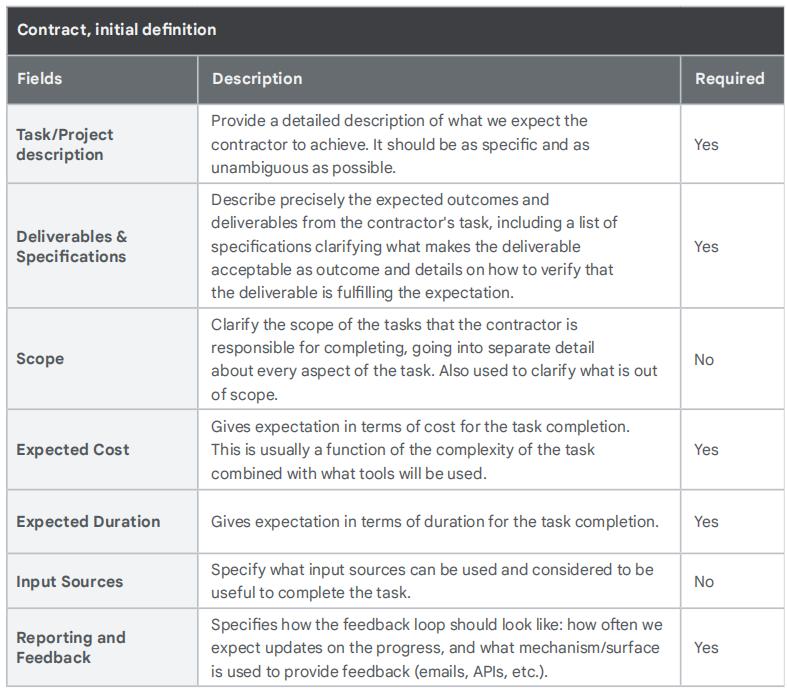 Contract, initial definition
Fields Description Required
Task/Project
description
Provide a detailed description of what we expect the
contractor to achieve. It should be as specific and as
unambiguous as possible.
Yes
Deliverables &
Specifications
Describe precisely the expected outcomes and
deliverables from the contractor's task, including a list of
specifications clarifying what makes the deliverable
acceptable as outcome and details on how to verify that
the deliverable is fulfilling the expectation.
Yes
Scope
Clarify the scope of the tasks that the contractor is
responsible for completing, going into separate detail
about every aspect of the task. Also used to clarify what is out
of scope.
No
Expected Cost
Gives expectation in terms of cost for the task completion.
This is usually a function of the complexity of the task
combined with what tools will be used.
Yes
Expected Duration
Gives expectation in terms of duration for the task completion.
Yes
Input Sources
Specify what input sources can be used and considered to be
useful to complete the task.
No
Reporting and
Feedback
Specifies how the feedback loop should look like: how often we
expect updates on the progress, and what mechanism/surface
is used to provide feedback (emails, APIs, etc.).
Yes